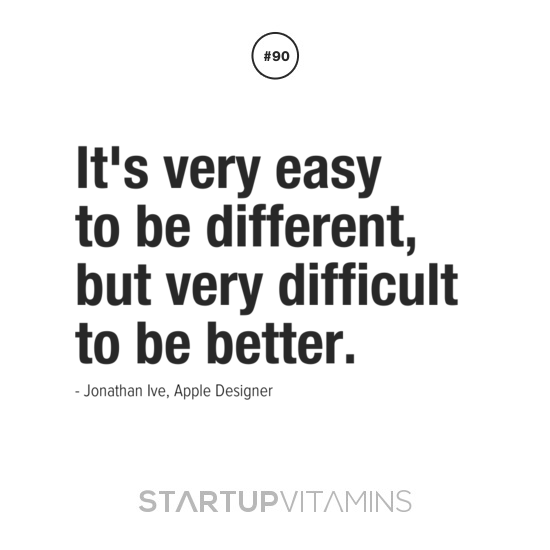 #90
It's very easy
to be different,
but very difficult
to be better.
- Jonathan Ive, Apple Designer
STARTUPVITAMINS